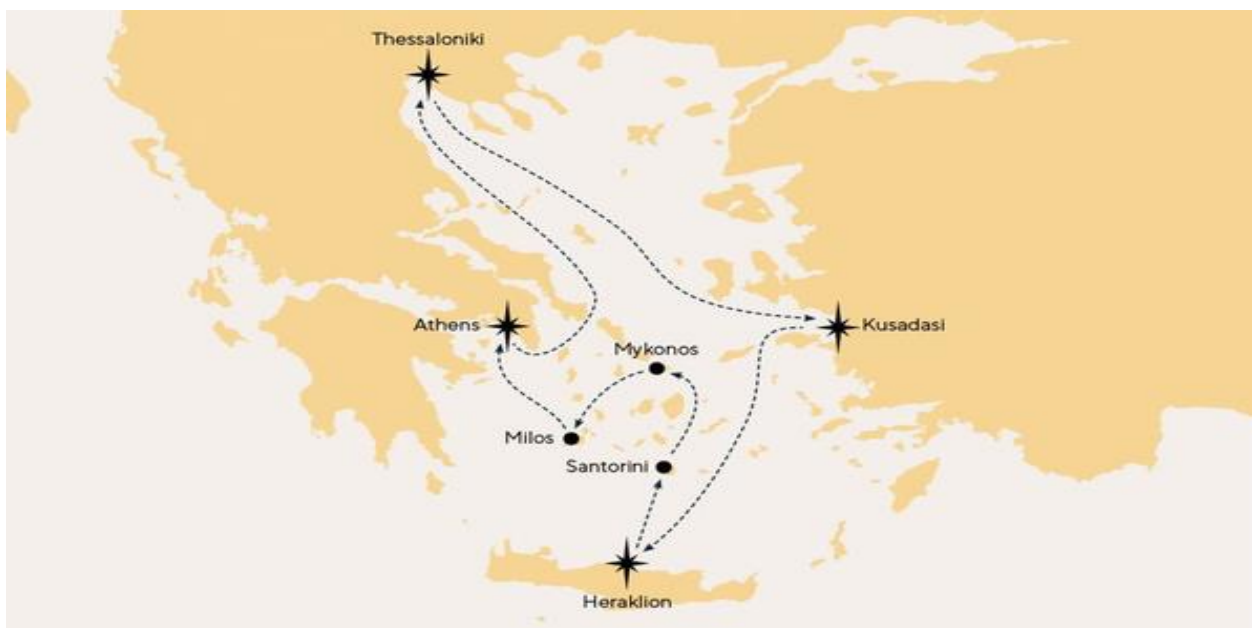 Thessaloniki
Athens
Kusadasi
Mykonos
Milos
Santorini
Heraklion